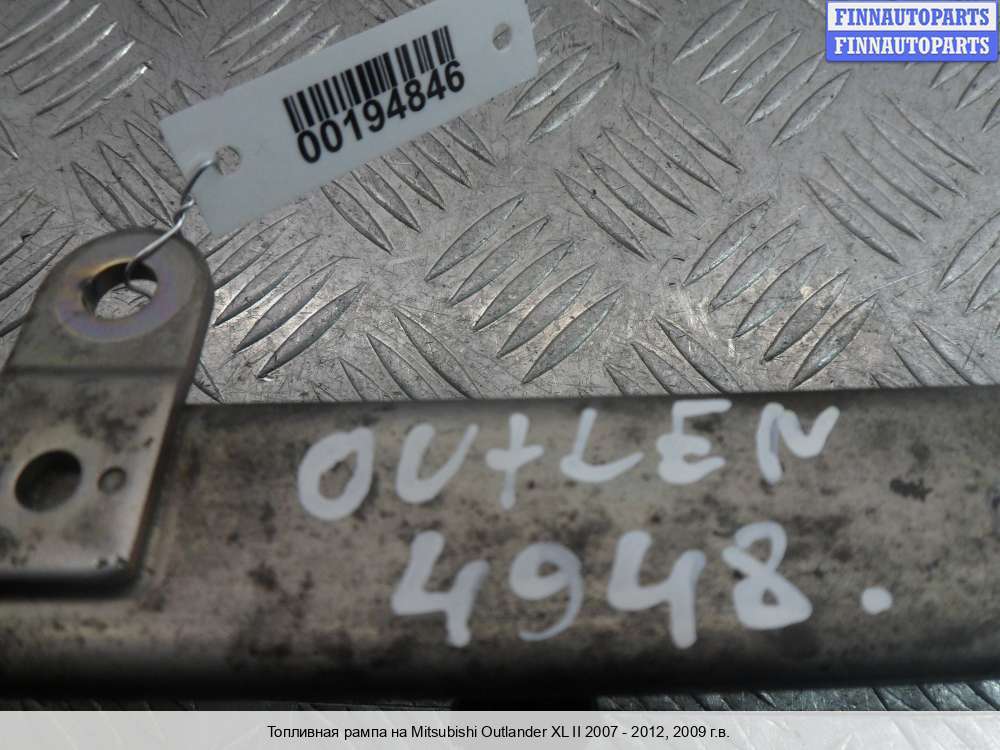 FINNAUTOPARTS
FINNAUTOPARTS
00194846
OUtLEN
4948.
Топливная рампа на Mitsubishi Outlander XL II 2007 - 2012, 2009 г.в.